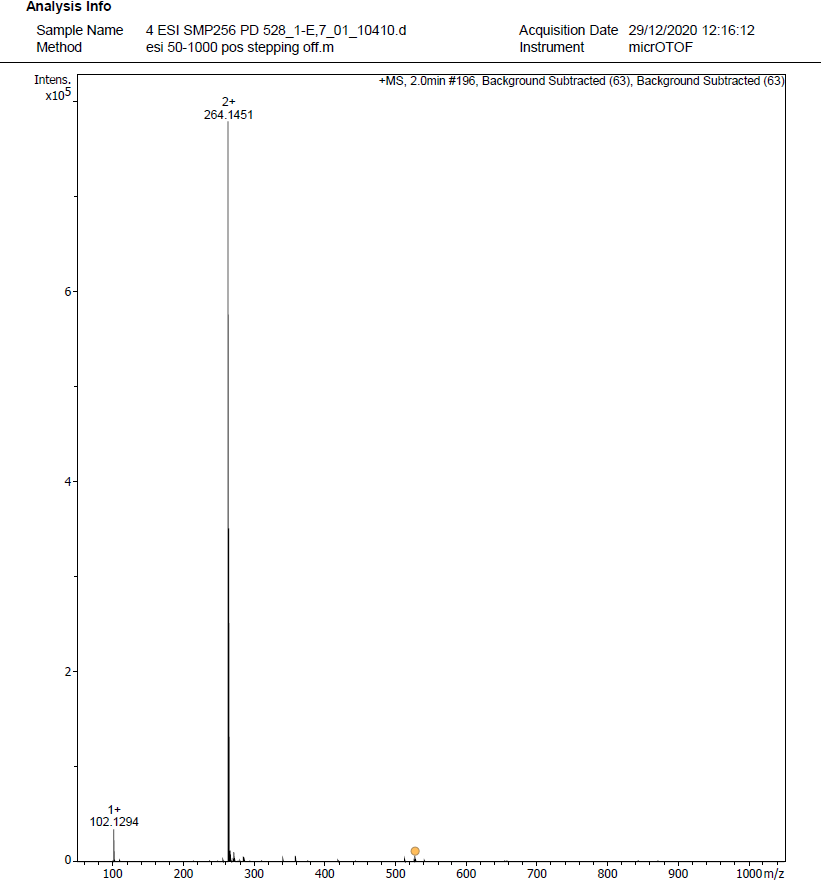 Analysis Info
Sample Name 4 ESI SMP256 PD 528_1-E,7_01_10410.d Acquisition Date 29/12/2020 12:16:12
Method esi 50-1000 pos stepping off.m Instrument micrOTOF
Intens.
x10⁵
+MS, 2.0min #196, Background Subtracted (63), Background Subtracted (63)
2+
264.1451
6
4
2
1+
102.1294
0
100 200 300 400 500 600 700 800 900 1000 m/z